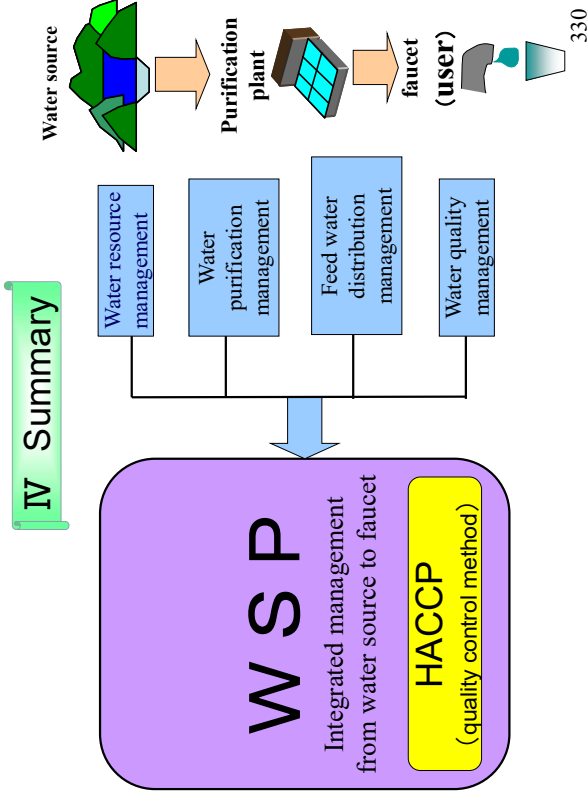 Ⅳ Summary
W S P
Integrated management
from water source to faucet
HACCP
（quality control method）
Water resource
management
Water
purification
management
Feed water
distribution
management
Water quality
management
Water source
Purification
plant
faucet
(user)
330